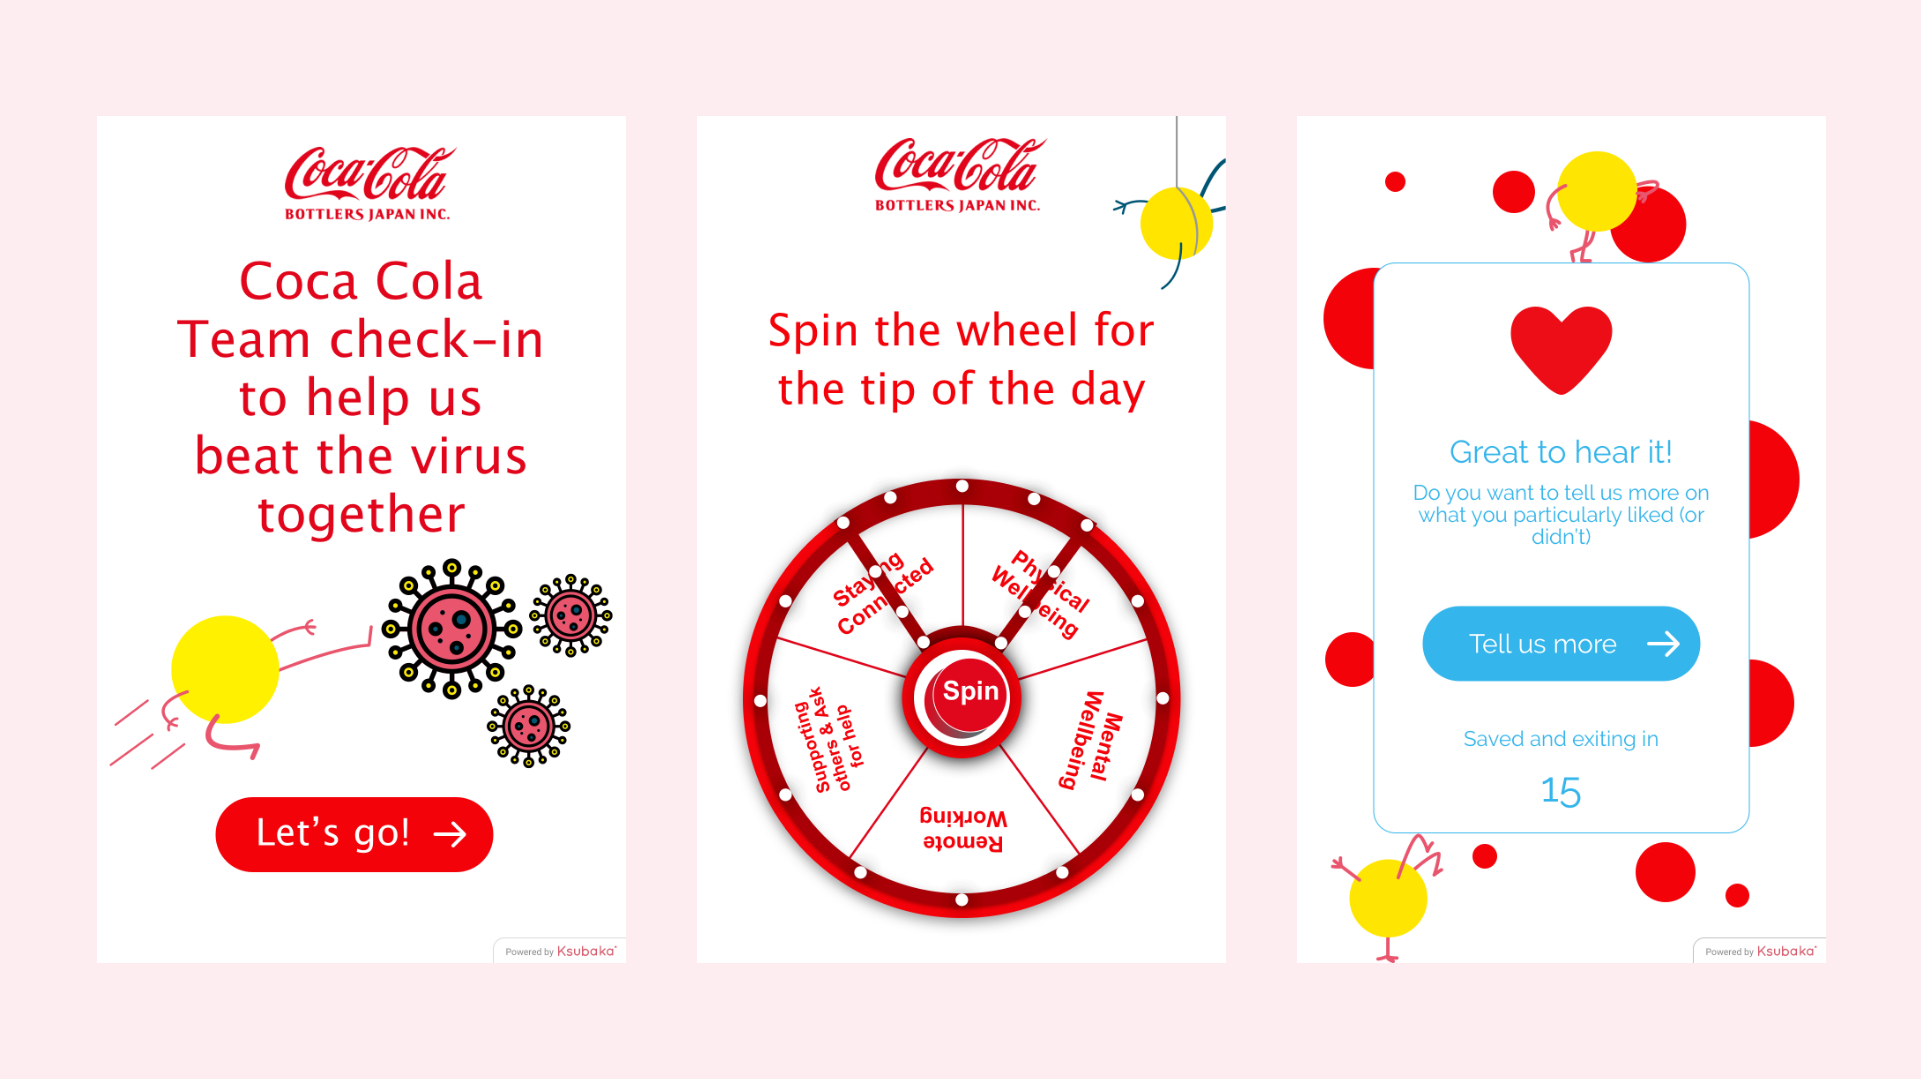 Coca-Cola
BOTTLERS JAPAN INC.
Coca Cola
Team check-in
to help us
beat the virus
together
Let's go!
Powered by Ksubaka
Coca-Cola
BOTTLERS JAPAN INC.
Spin the wheel for
the tip of the day
Staying
Connected
Physical
Wellbeing
Mental
Wellbeing
Remote
Working
Supporting
others & Ask
for help
Spin
Great to hear it!
Do you want to tell us more on
what you particularly liked (or
didn't)
Tell us more
Saved and exiting in
15
Powered by Ksubaka